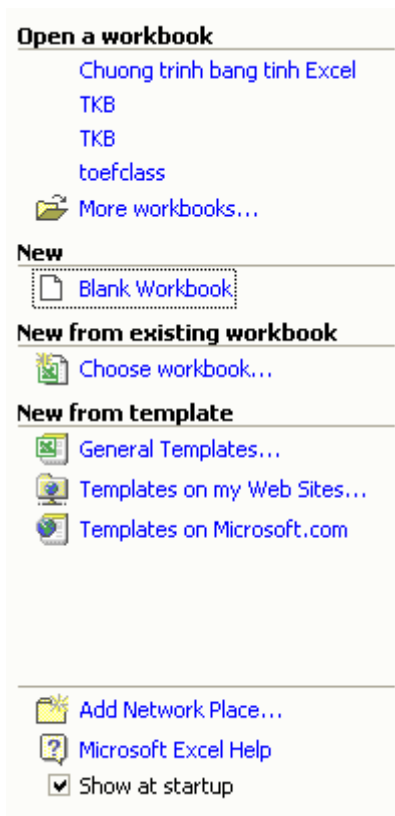 Open a workbook
Chuong trinh bang tinh Excel
TKB
TKB
toefclass
More workbooks...
New
Blank Workbook
New from existing workbook
Choose workbook...
New from template
General Templates...
Templates on my Web Sites...
Templates on Microsoft.com
Add Network Place...
Microsoft Excel Help
Show at startup